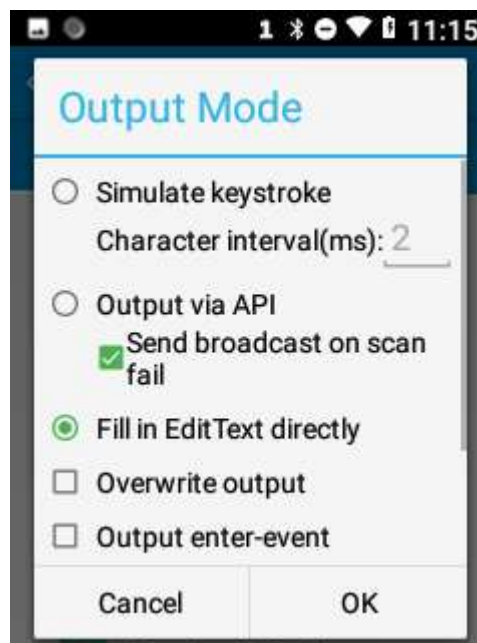 1 11:15
Output Mode
Simulate keystroke
Character interval(ms): 2
Output via API
Send broadcast on scan
fail
Fill in EditText directly
Overwrite output
Output enter-event
Cancel OK